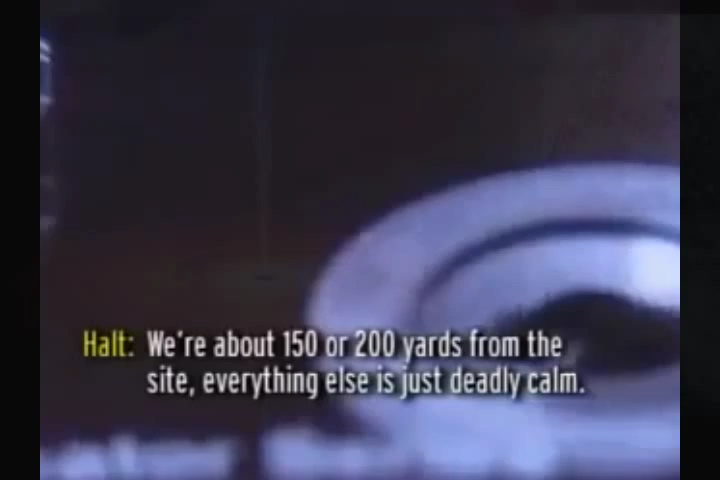 Halt: We're about 150 or 200 yards from the
site, everything else is just deadly calm.